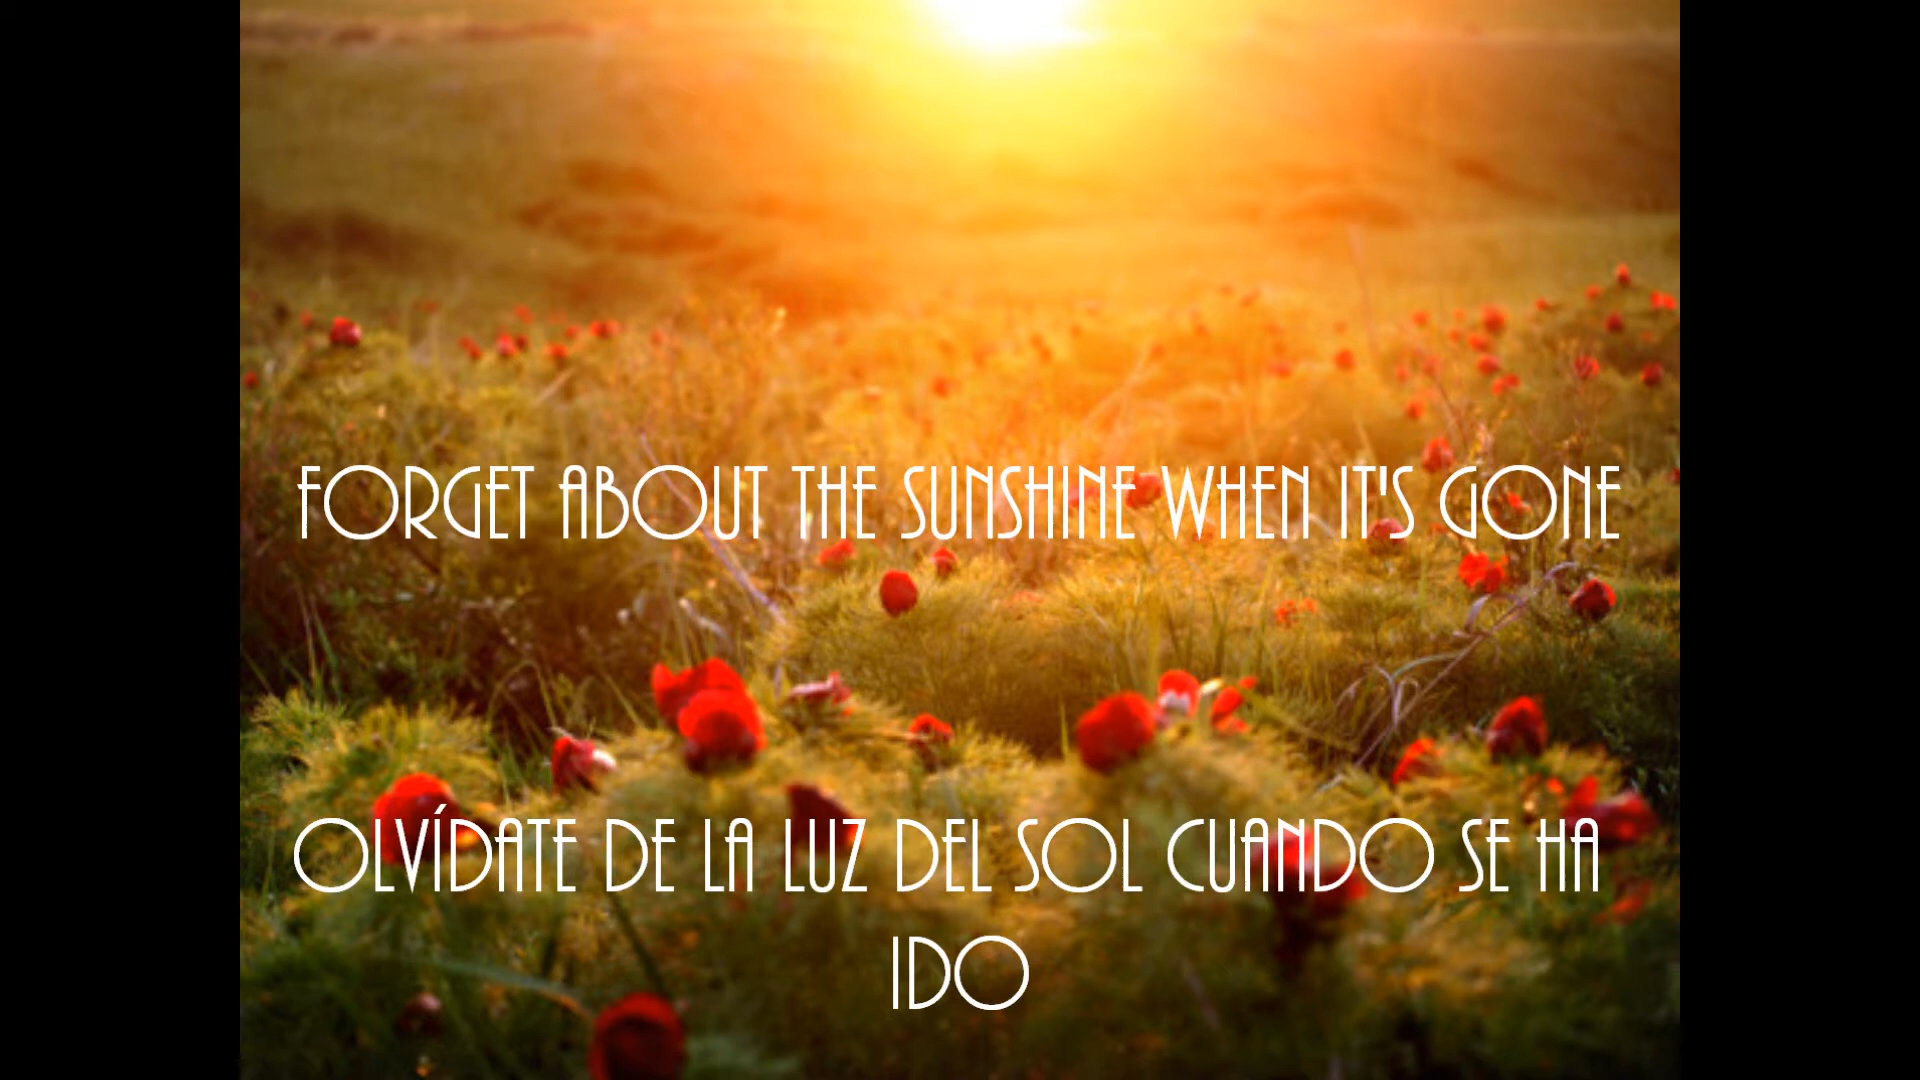 FORGET ABOUT THE SUNSHINE WHEN IT'S GONE
OLVÍDATE DE LA LUZ DEL SOL CUANDO SE HA
IDO